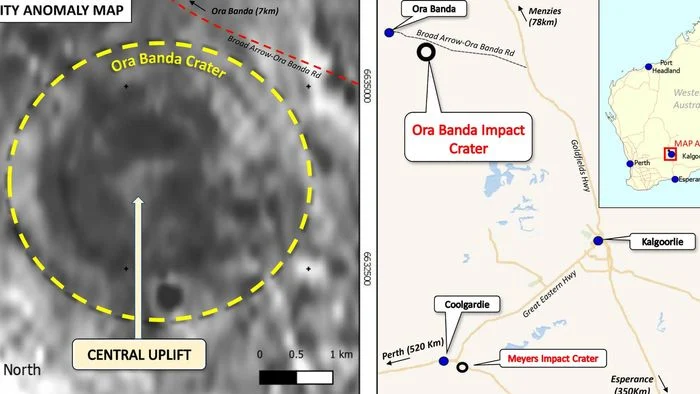 ITY ANOMALY MAP
Ora Banda (7km)
Broad Arrow-Ora Banda Rd
Ora Banda Crater
6635000
6632500
CENTRAL UPLIFT
North
0 0.5 1 km
Ora Banda
Menzies
(78km)
Broad Arrow-Ora Banda Rd
Ora Banda Impact
Crater
Goldfields Hwy
Kalgoorlie
Great Eastern Hwy
Coolgardie
Perth (520 Km)
Meyers Impact Crater
Esperance
(350Km)
Port
Headland
Weste
Austra
MAP A
Kalgoo
Perth
Esperan